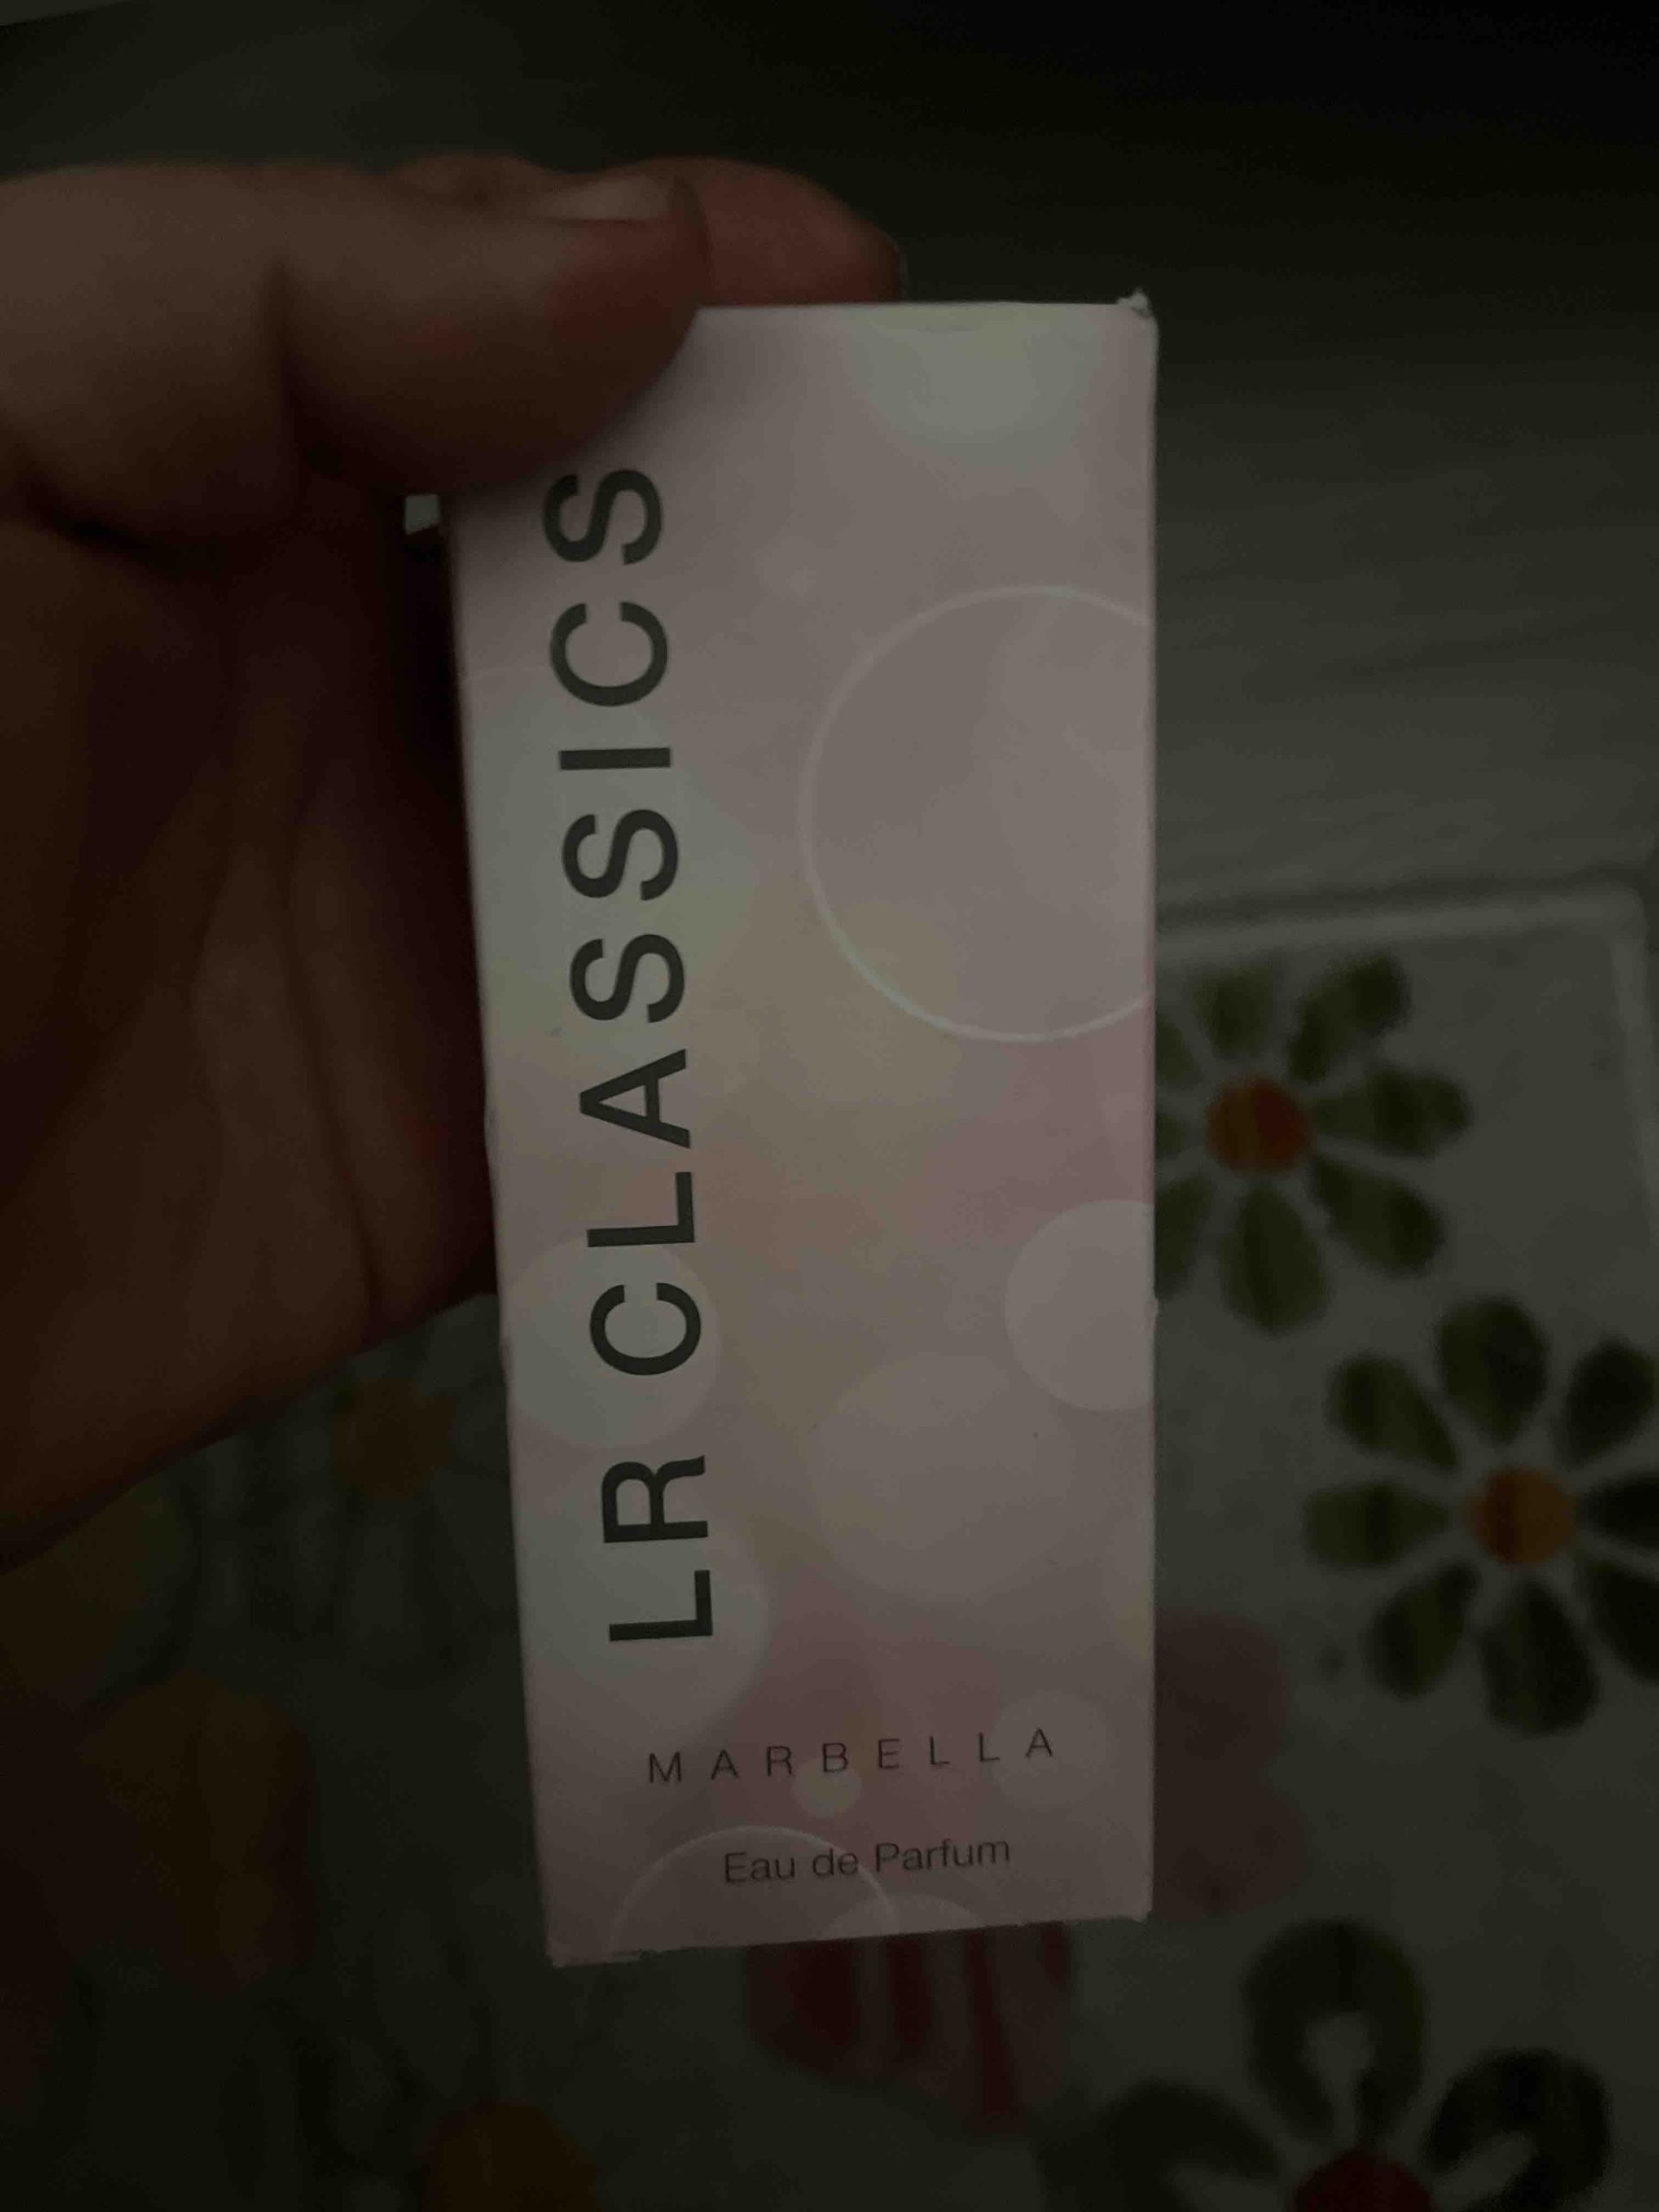 LR CLASSICS
MARBELLA
Eau de Parfum